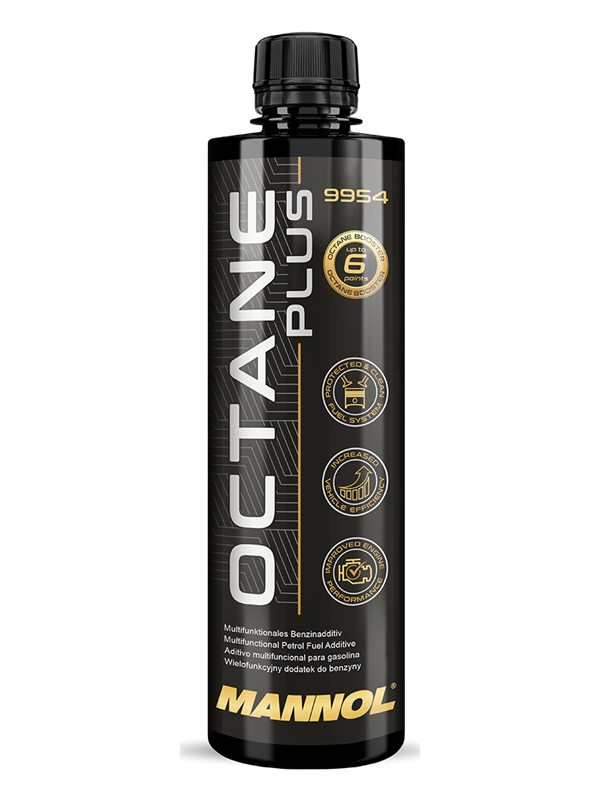 OCTANE
PLUS
9954
OCTANE BOOSTER
up to
6
points
OCTANE BOOSTER
PROTECTED & CLEAN
FUEL SYSTEM
INCREASED
VEHICLE EFFICIENCY
IMPROVED ENGINE
PERFORMANCE
Multifunktionales Benzinadditiv
Multifunctional Petrol Fuel Additive
Aditivo multifuncional para gasolina
Wielofunkcyjny dodatek do benzyny
MANNOL®